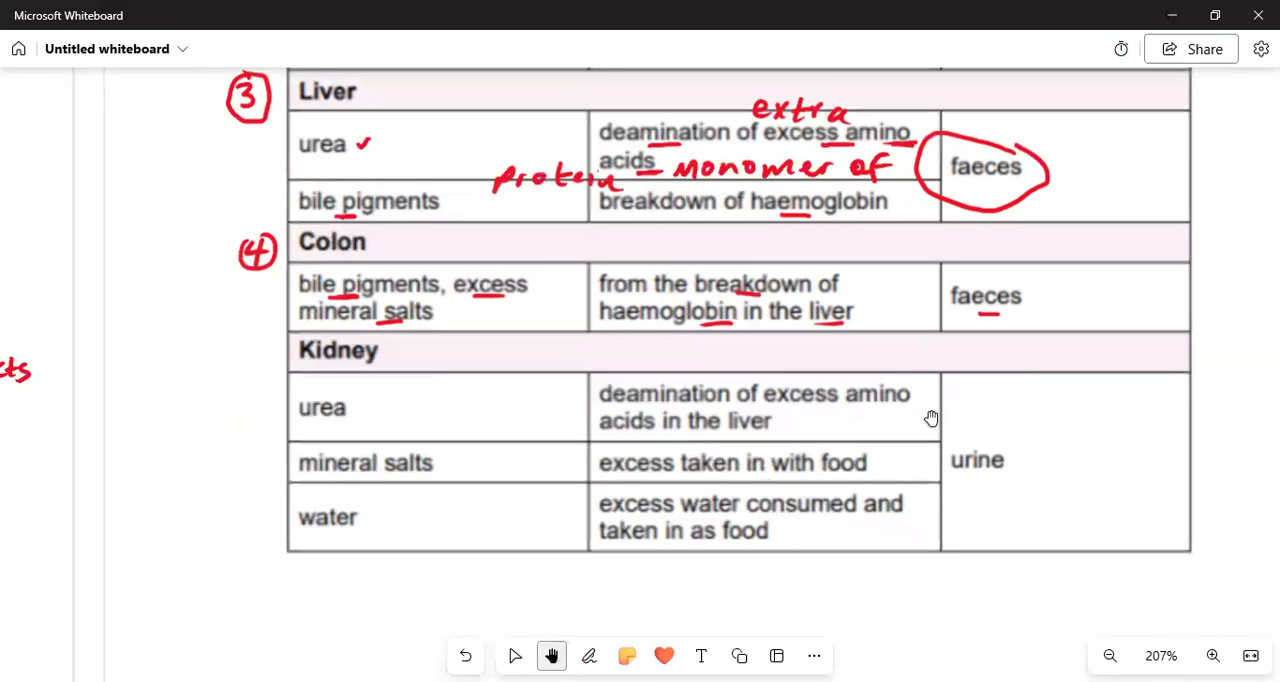 Microsoft Whiteboard
Untitled whiteboard
Share
3
Liver
extra
urea
deamination of excess amino
acids
protein - monomer of
faeces
bile pigments
breakdown of haemoglobin
4
Colon
bile pigments, excess
mineral salts
from the breakdown of
haemoglobin in the liver
faeces
Kidney
cts
urea
deamination of excess amino
acids in the liver
mineral salts
excess taken in with food
urine
water
excess water consumed and
taken in as food
T
207%